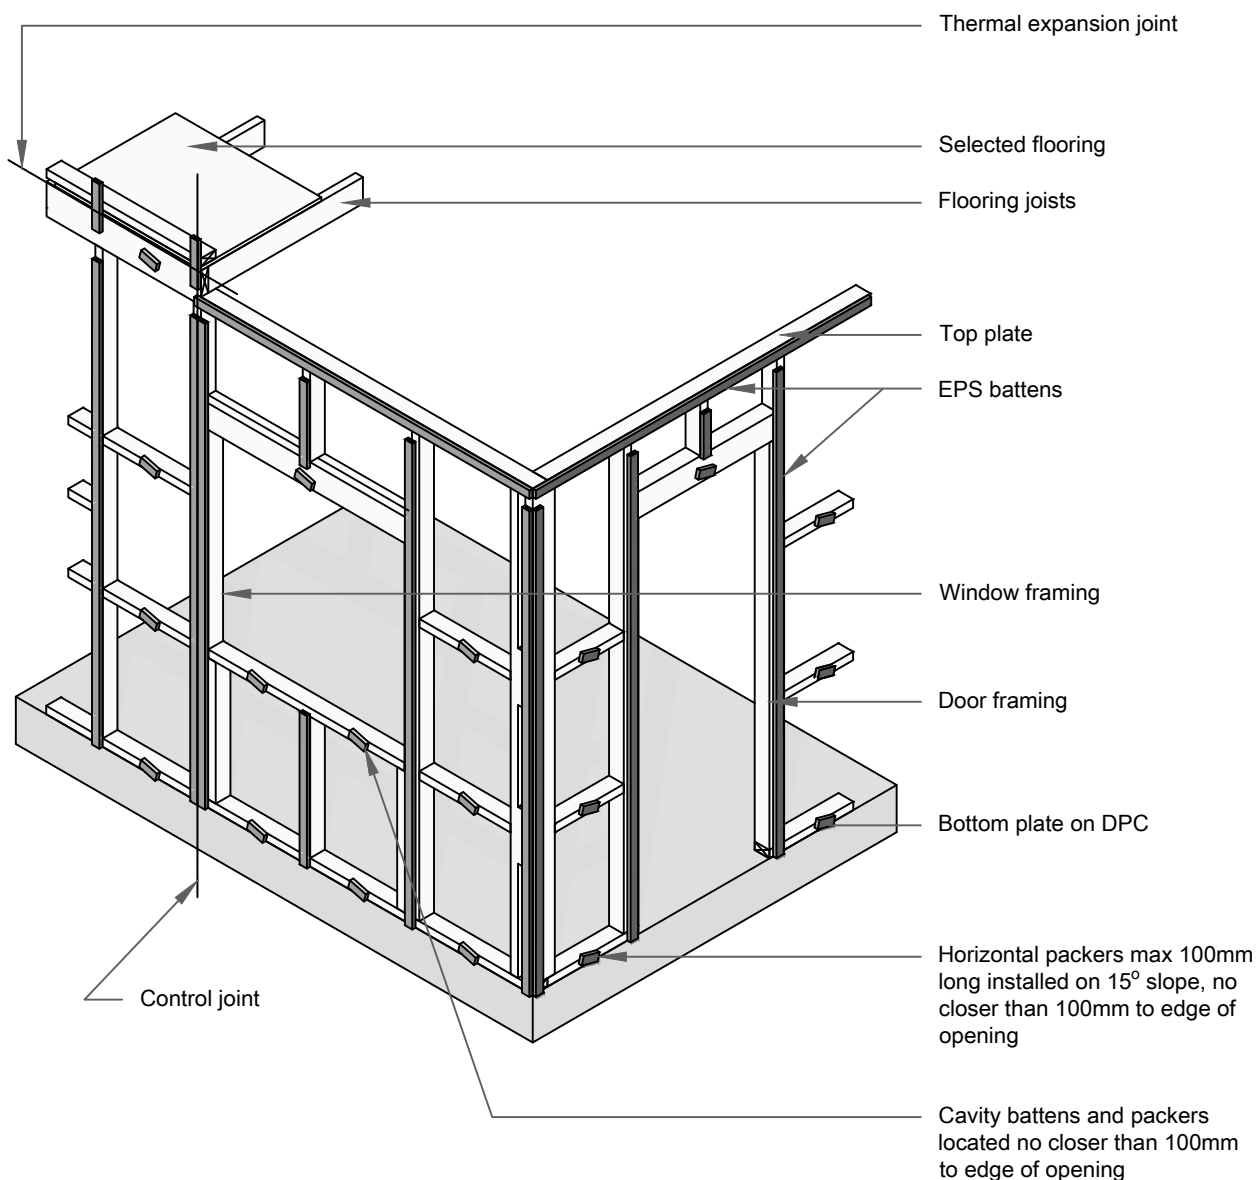 Thermal expansion joint
Selected flooring
Flooring joists
Top plate
EPS battens
Window framing
Door framing
Bottom plate on DPC
Horizontal packers max 100mm
long installed on 15° slope, no
closer than 100mm to edge of
opening
Control joint
Cavity battens and packers
located no closer than 100mm
to edge of opening